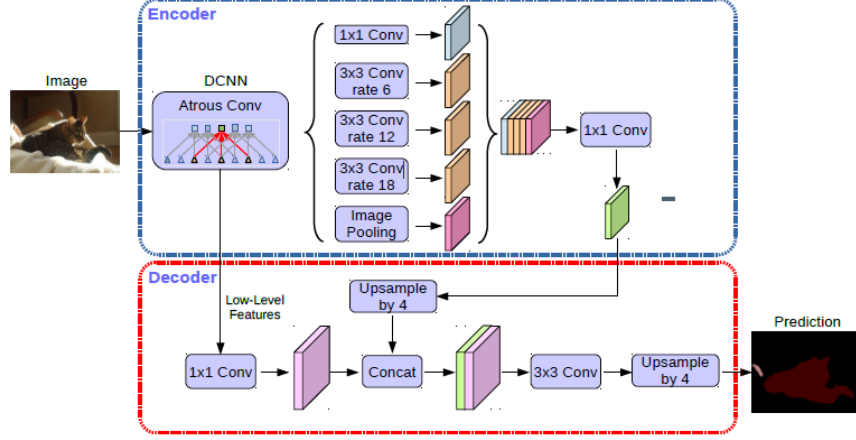 Encoder
Image
DCNN
Atrous Conv
1x1 Conv
3x3 Conv
rate 6
3x3 Conv
rate 12
3x3 Conv
rate 18
Image
Pooling
1x1 Conv
Decoder
Low-Level
Features
Upsample
by 4
1x1 Conv
Concat
3x3 Conv
Upsample
by 4
Prediction